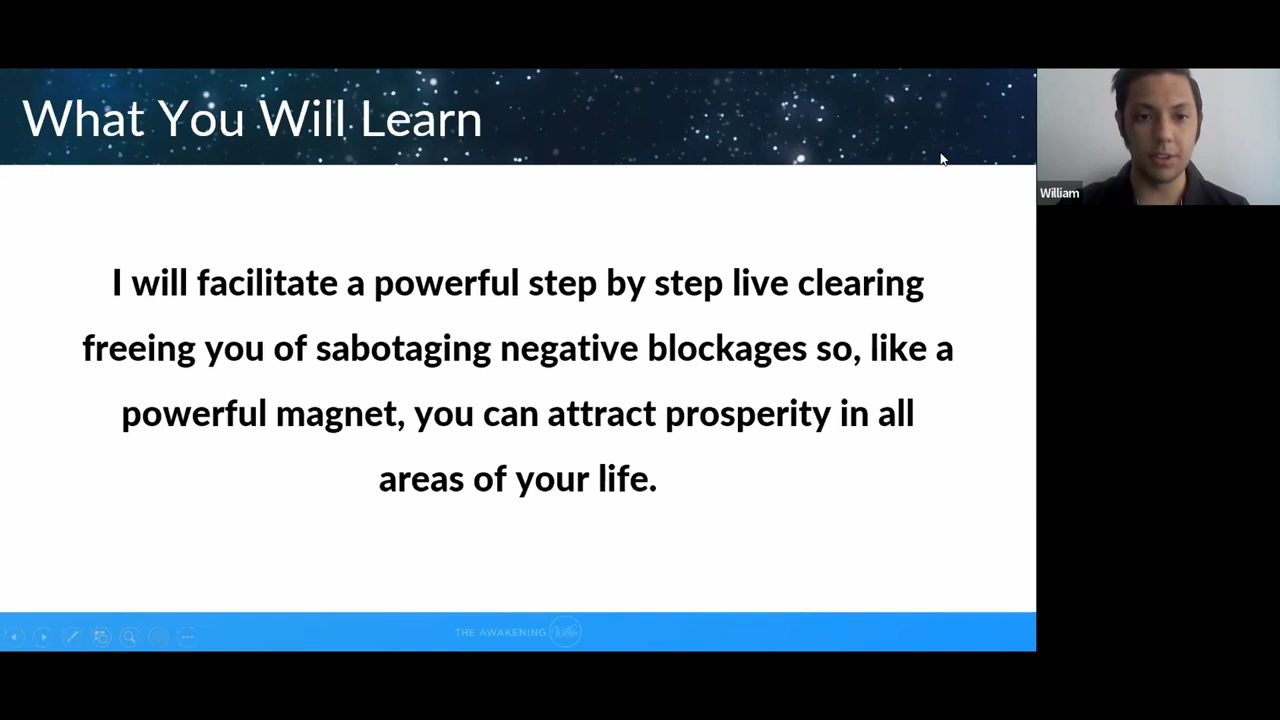 What You Will Learn
William
I will facilitate a powerful step by step live clearing
freeing you of sabotaging negative blockages so, like a
powerful magnet, you can attract prosperity in all
areas of your life.
THE AWAKENING